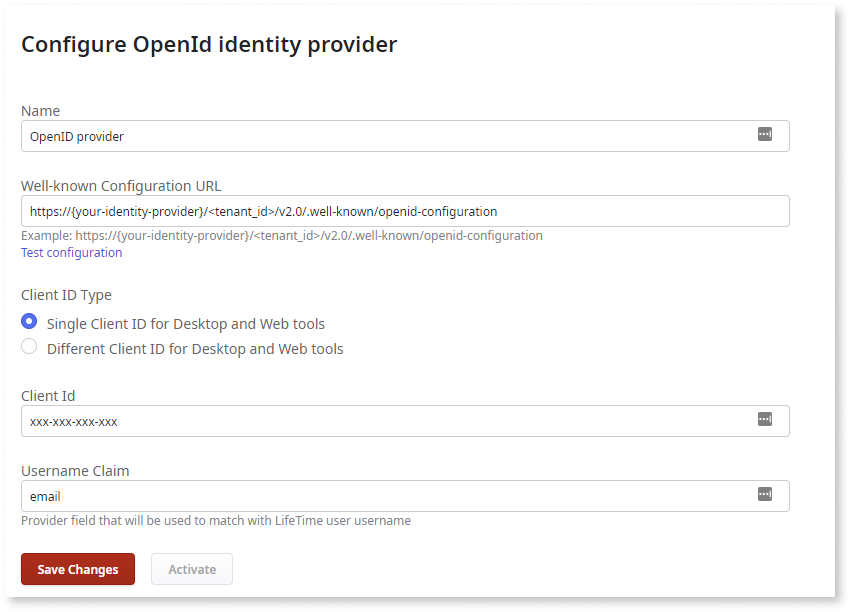 Configure OpenId identity provider
Name
OpenID provider
Well-known Configuration URL
https://{your-identity-provider}/<tenant_id>/v2.0/.well-known/openid-configuration
Example: https://{your-identity-provider}/<tenant_id>/v2.0/.well-known/openid-configuration
Test configuration
Client ID Type
Single Client ID for Desktop and Web tools
Different Client ID for Desktop and Web tools
Client Id
xxx-xxx-xxx-xxx
Username Claim
email
Provider field that will be used to match with LifeTime user username
Save Changes
Activate